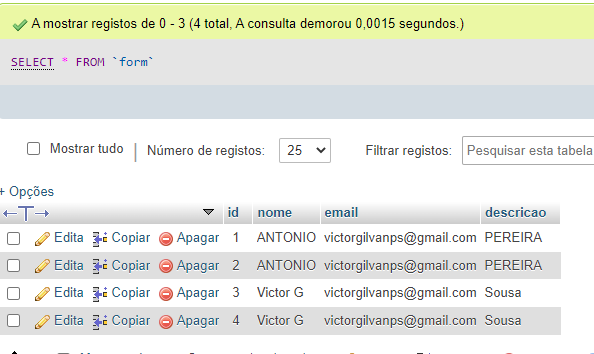 A mostrar registos de 0 - 3 (4 total, A consulta demorou 0,0015 segundos.)
SELECT * FROM `form`
Mostrar tudo | Número de registos: 25 Filtrar registos: Pesquisar esta tabela
+ Opções
←T→ id nome email descricao
Edita Copiar Apagar 1 ANTONIO victorgilvanps@gmail.com PEREIRA
Edita Copiar Apagar 2 ANTONIO victorgilvanps@gmail.com PEREIRA
Edita Copiar Apagar 3 Victor G victorgilvanps@gmail.com Sousa
Edita Copiar Apagar 4 Victor G victorgilvanps@gmail.com Sousa